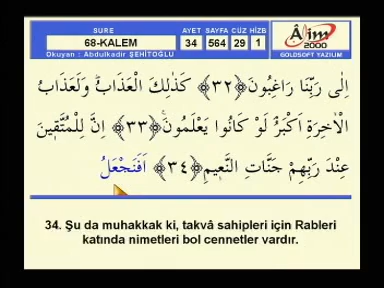 SURE
AYET SAYFA CÜZ HİZB
68-KALEM
34 564 29 1
Okuyan : Abdulkadir ŞEHİTOĞLU
Âlim
2000
GOLDSOFT YAZILIM
اِلٰى رَبِّنَا رَاغِبُونَ ﴿٣٢﴾ كَذٰلِكَ الْعَذَابُ وَلَعَذَابُ
الْاٰخِرَةِ اَكْبَرُ لَوْ كَانُوا يَعْلَمُونَ ﴿٣٣﴾ اِنَّ لِلْمُتَّقِينَ
عِنْدَ رَبِّهِمْ جَنَّاتِ النَّعِيمِ ﴿٣٤﴾ اَفَنَجْعَلُ
34. Şu da muhakkak ki, takvâ sahipleri için Rableri
katında nimetleri bol cennetler vardır.